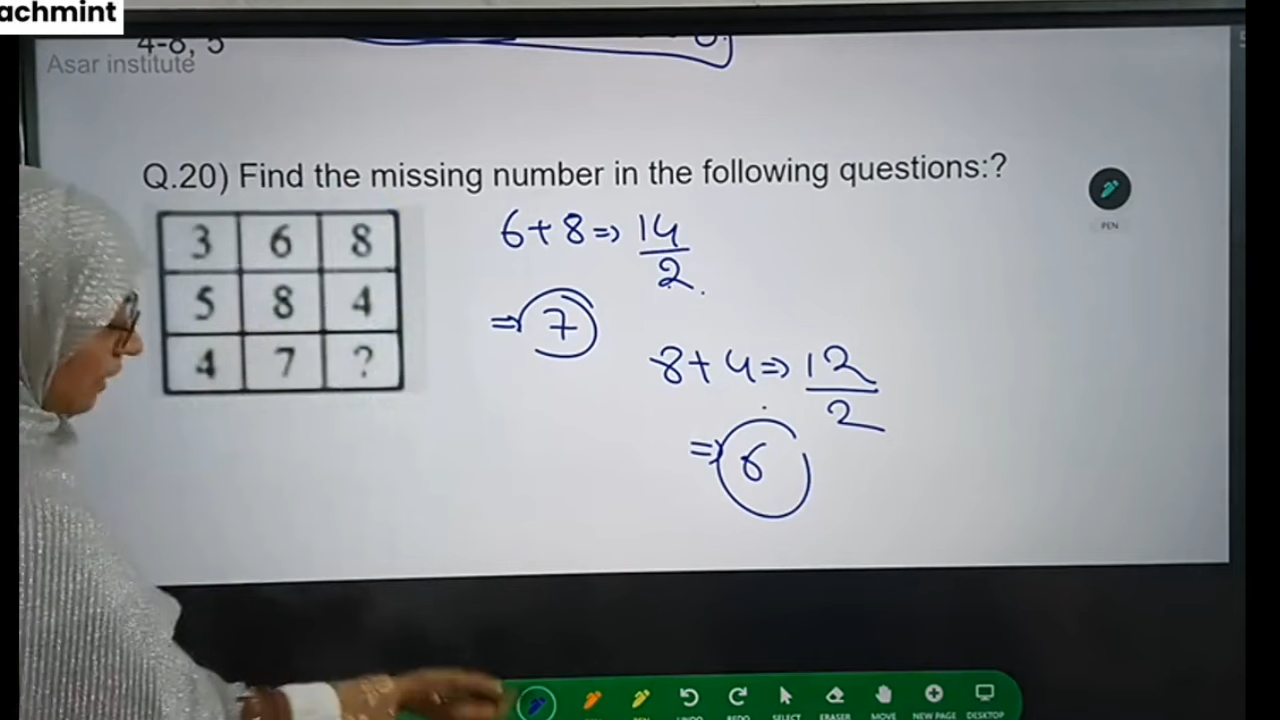 achmint
4-8, 5
Asar institute
Q.20) Find the missing number in the following questions:?
3 6 8
5 8 4
4 7 ?
6+8⇒ 14/2
⇒ 7
8+4⇒ 12/2
⇒ 6
PEN
UNDO REDO SELECT ERASER MOVE NEW PAGE DESKTOP